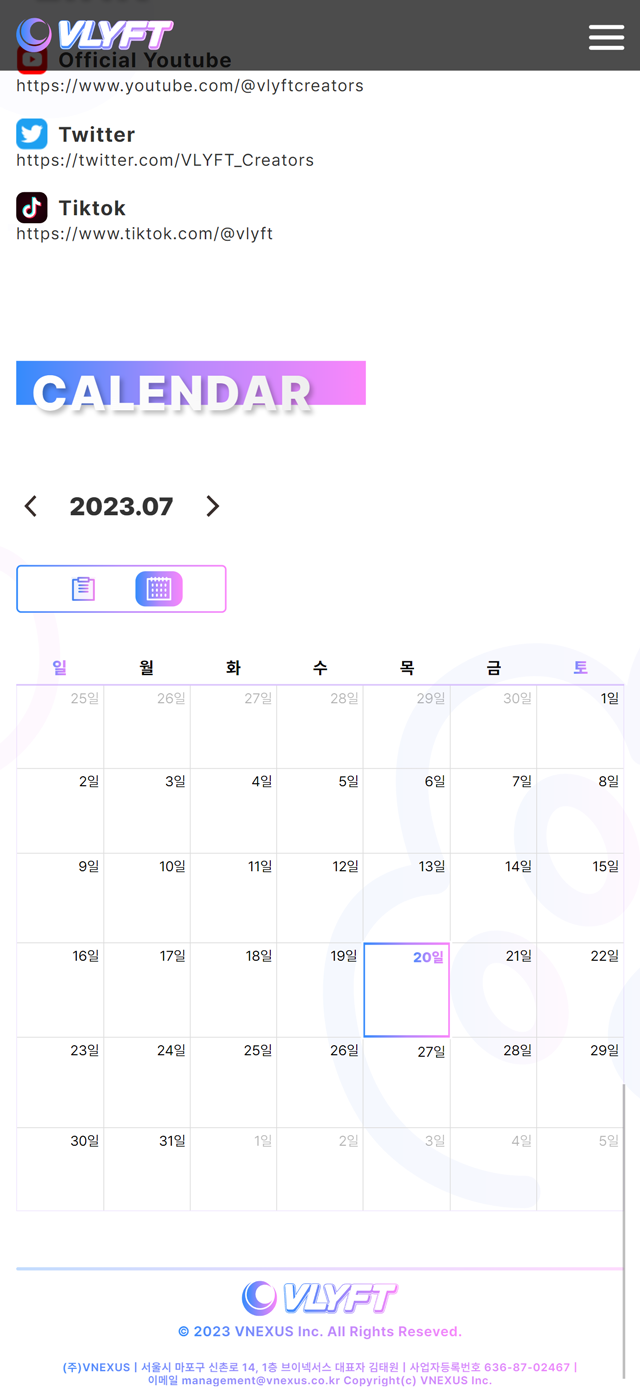 VLYFT
Official Youtube
https://www.youtube.com/@vlyftcreators
Twitter
https://twitter.com/VLYFT_Creators
Tiktok
https://www.tiktok.com/@vlyft
CALENDAR
2023.07
일 월 화 수 목 금 토
25일 26일 27일 28일 29일 30일 1일
2일 3일 4일 5일 6일 7일 8일
9일 10일 11일 12일 13일 14일 15일
16일 17일 18일 19일 20일 21일 22일
23일 24일 25일 26일 27일 28일 29일
30일 31일 1일 2일 3일 4일 5일
VLYFT
© 2023 VNEXUS Inc. All Rights Reseved.
(주)VNEXUS | 서울시 마포구 신촌로 14, 1층 브이넥서스 대표자 김태원 | 사업자등록번호 636-87-02467 |
이메일 management@vnexus.co.kr Copyright(c) VNEXUS Inc.